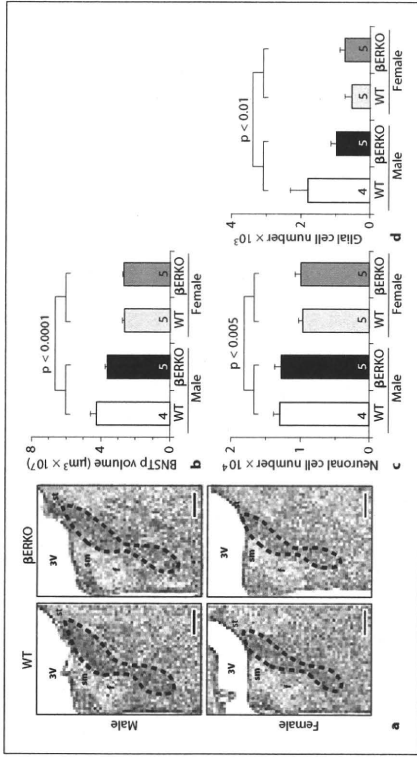 WT
βERKO
Male
3V
st
sm
f
3V
st
sm
f
Female
3V
st
sm
f
3V
st
sm
f
a
p < 0.0001
BNSTp volume (μm³ × 10⁷)
8
4
0
4
5
5
5
WT
βERKO
WT
βERKO
Male
Female
b
p < 0.005
Neuronal cell number × 10⁴
2
1
0
4
5
5
5
WT
βERKO
WT
βERKO
Male
Female
c
p < 0.01
Glial cell number × 10³
4
2
0
4
5
5
5
WT
βERKO
WT
βERKO
Male
Female
d